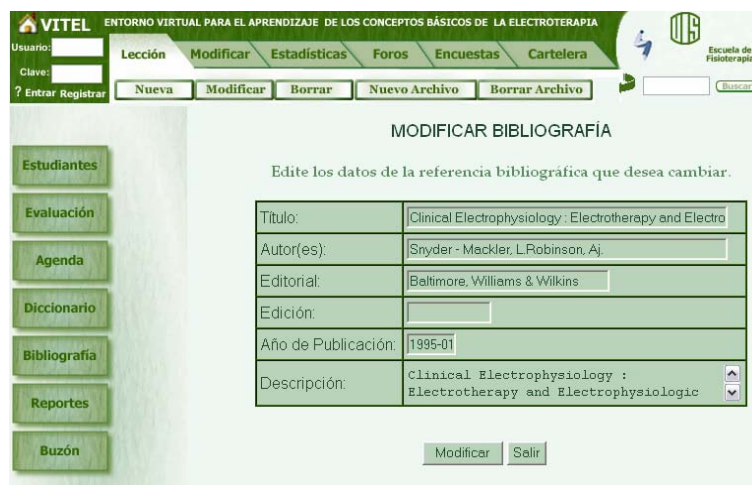 VITEL ENTORNO VIRTUAL PARA EL APRENDIZAJE DE LOS CONCEPTOS BÁSICOS DE LA ELECTROTERAPIA
Usuario:
Clave:
? Entrar Registrar
Lección Modificar Estadísticas Foros Encuestas Cartelera
Escuela de
Fisioterapia
Nueva Modificar Borrar Nuevo Archivo Borrar Archivo
Buscar
MODIFICAR BIBLIOGRAFÍA
Edite los datos de la referencia bibliográfica que desea cambiar.
Estudiantes
Evaluación
Agenda
Diccionario
Bibliografía
Reportes
Buzón
Título: Clinical Electrophysiology : Electrotherapy and Electro
Autor(es): Snyder - Mackler, L.Robinson, Aj.
Editorial: Baltimore, Williams & Wilkins
Edición:
Año de Publicación: 1995-01
Descripción: Clinical Electrophysiology :
Electrotherapy and Electrophysiologic
Modificar Salir